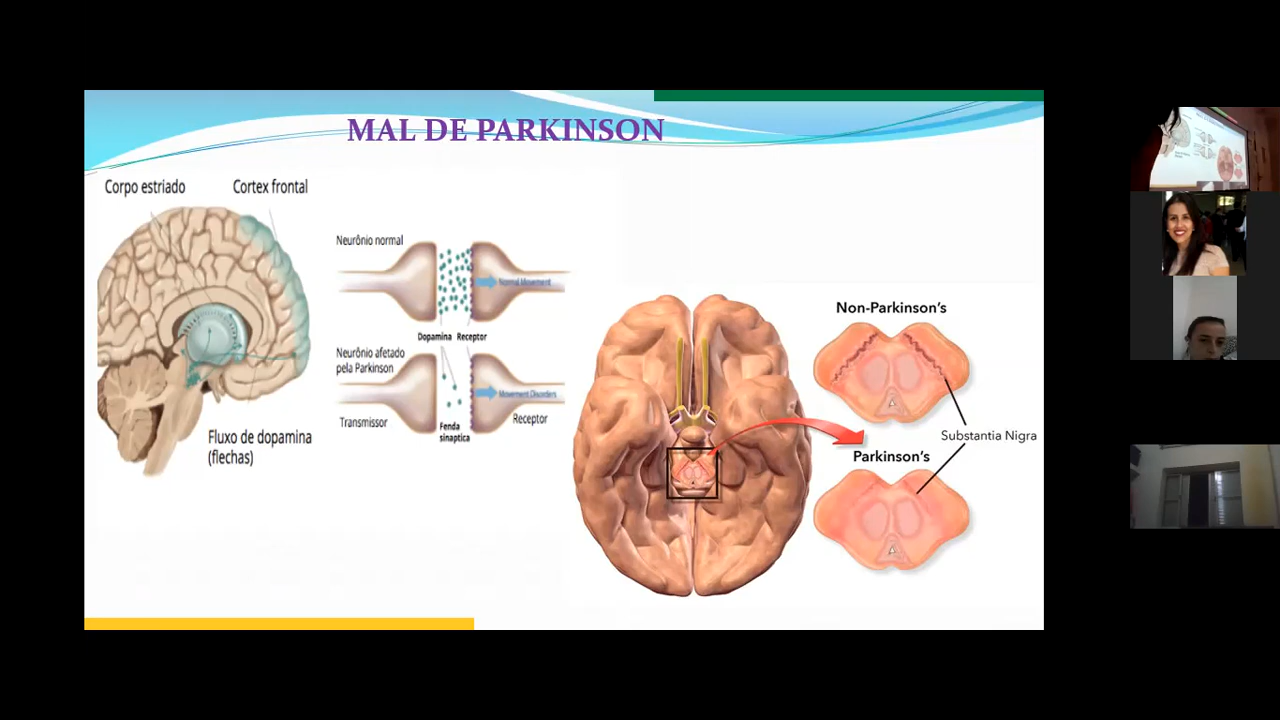 MAL DE PARKINSON
Corpo estriado
Cortex frontal
Fluxo de dopamina
(flechas)
Neurônio normal
Normal Movement
Dopamina
Receptor
Neurônio afetado
pela Parkinson
Movement Disorders
Transmissor
Fenda
sinaptica
Receptor
Non-Parkinson's
Substantia Nigra
Parkinson's